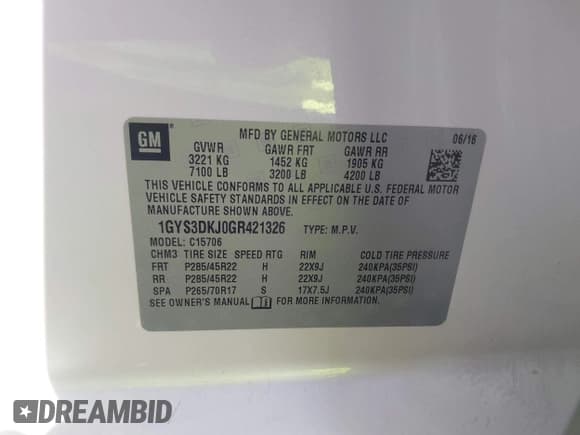 GM ®
MFD BY GENERAL MOTORS LLC 06/16
GVWR GAWR FRT GAWR RR
3221 KG 1452 KG 1905 KG
7100 LB 3200 LB 4200 LB
THIS VEHICLE CONFORMS TO ALL APPLICABLE U.S. FEDERAL MOTOR
VEHICLE SAFETY STANDARDS IN EFFECT ON THE DATE OF
MANUFACTURE SHOWN ABOVE.
1GYS3DKJ0GR421326 TYPE: M.P.V.
MODEL: C15706
CHM3 TIRE SIZE SPEED RTG RIM COLD TIRE PRESSURE
FRT P285/45R22 H 22X9J 240KPA(35PSI)
RR P285/45R22 H 22X9J 240KPA(35PSI)
SPA P265/70R17 S 17X7.5J 240KPA(35PSI)
SEE OWNER'S MANUAL FOR MORE INFORMATION.
DREAMBID